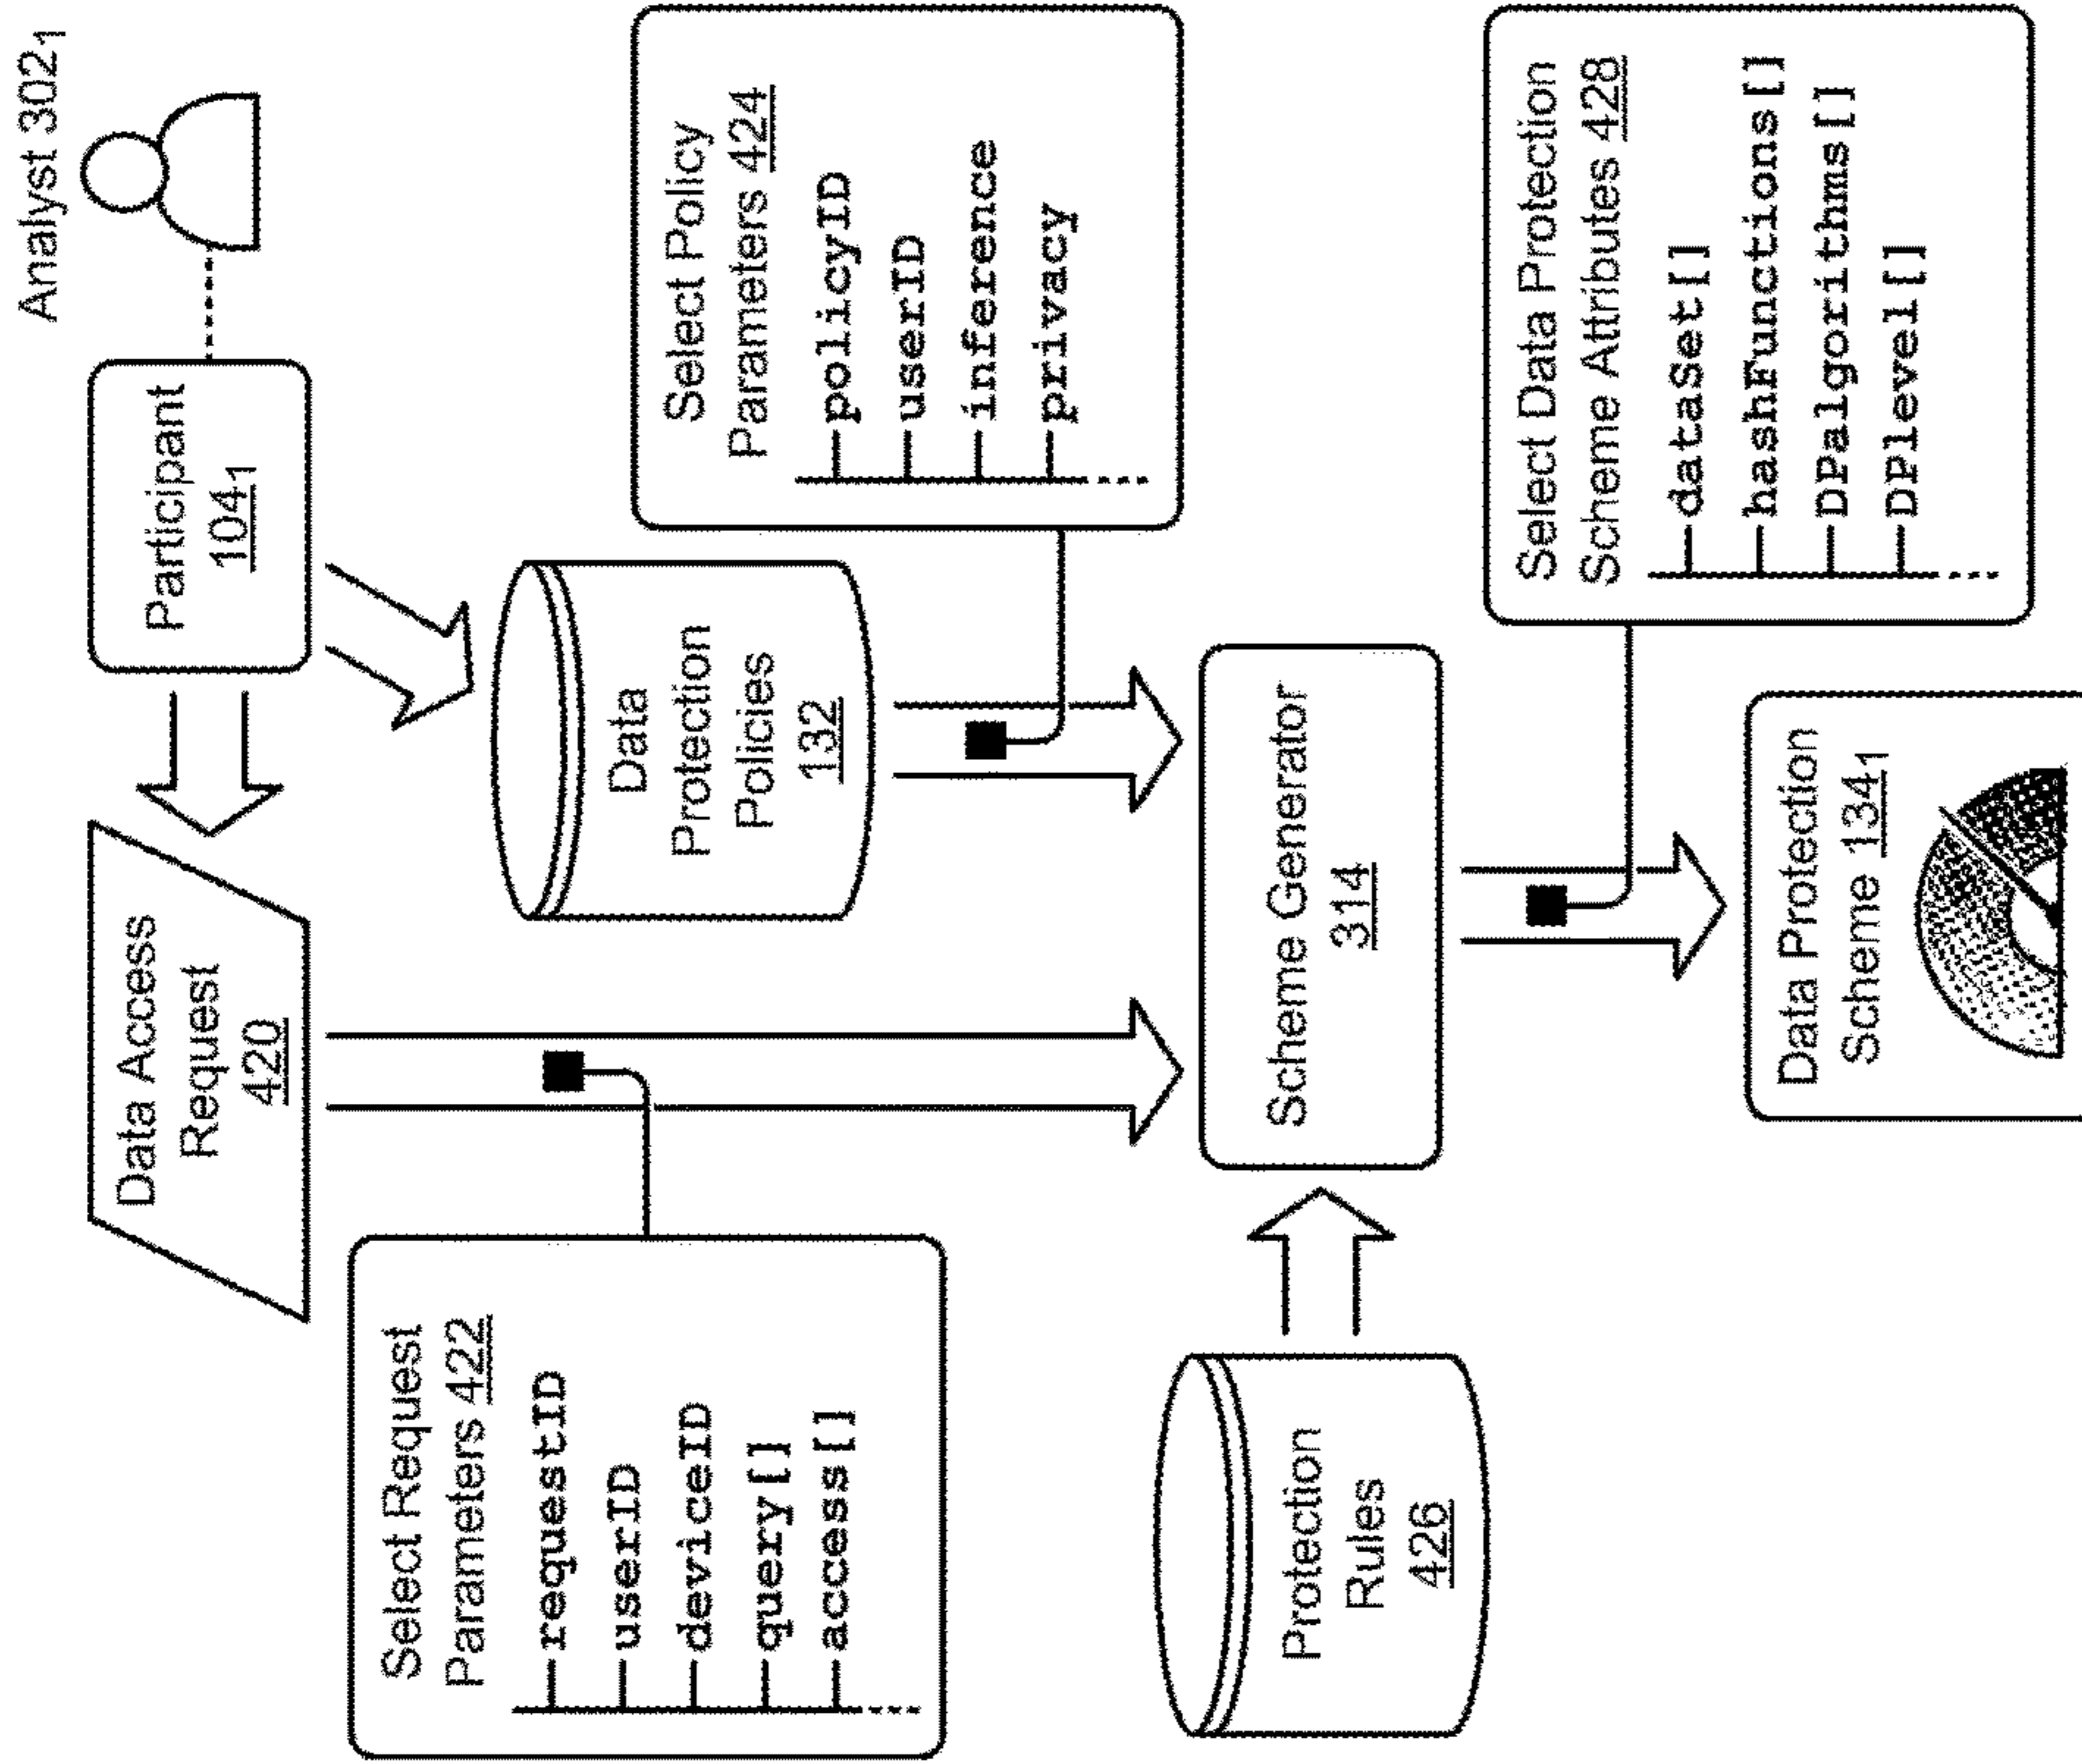 Analyst 302₁
Participant
104₁
Data Access
Request
420
Select Request
Parameters 422
requestID
userID
deviceID
query[]
access[]
Data
Protection
Policies
132
Select Policy
Parameters 424
policyID
userID
inference
privacy
Protection
Rules
426
Scheme Generator
314
Select Data Protection
Scheme Attributes 428
dataSet[]
hashFunctions[]
DPalgorithms[]
DPlevel[]
Data Protection
Scheme 134₁